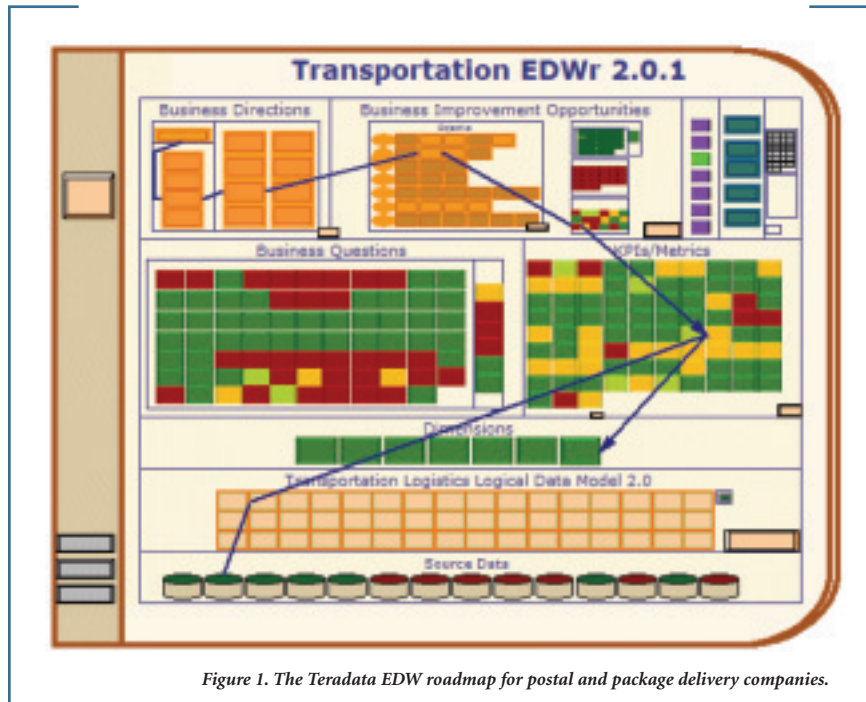 Transportation EDWr 2.0.1
Business Directions
Business Improvement Opportunities
Business Questions
KPIs/Metrics
Dimensions
Transportation Logistics Logical Data Model 2.0
Source Data
Figure 1. The Teradata EDW roadmap for postal and package delivery companies.